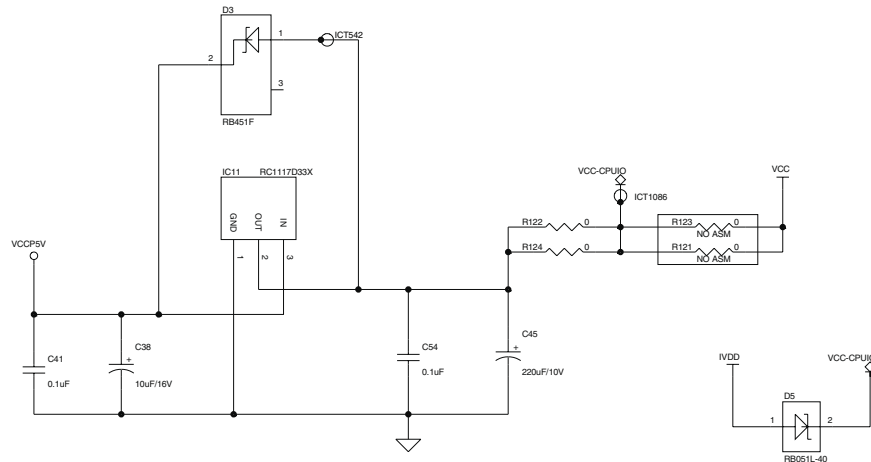 D3
1
ICT542
2
3
RB451F
IC11 RC1117D33X
GND
OUT
IN
1
2
3
VCCP5V
VCC-CPUIO
VCC
ICT1086
R122 0
R123 0
NO ASM
R124 0
R121 0
NO ASM
C41
0.1uF
C38
+
10uF/16V
C54
0.1uF
C45
+
220uF/10V
IVDD
VCC-CPUIO
D5
1
2
RB051L-40